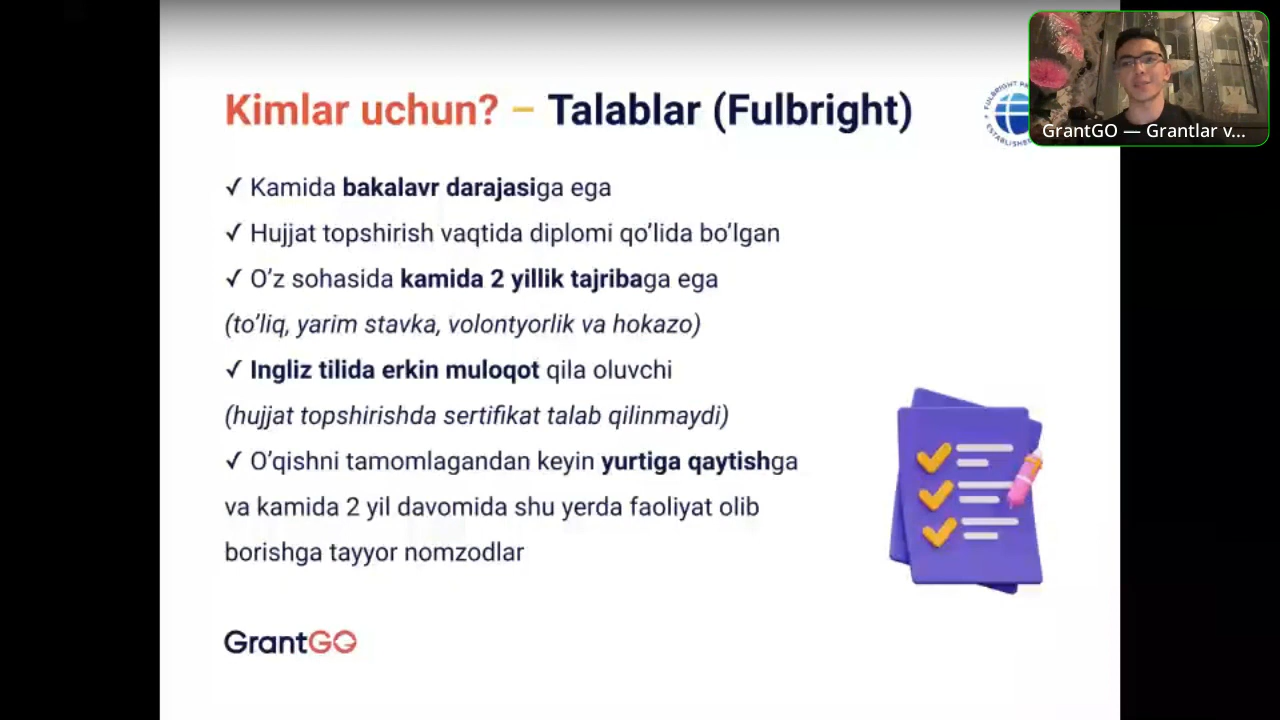 Kimlar uchun? – Talablar (Fulbright)
GrantGO — Grantlar v...
✓ Kamida bakalavr darajasiga ega
✓ Hujjat topshirish vaqtida diplomi qo’lida bo’lgan
✓ O’z sohasida kamida 2 yillik tajribaga ega
(to’liq, yarim stavka, volontyorlik va hokazo)
✓ Ingliz tilida erkin muloqot qila oluvchi
(hujjat topshirishda sertifikat talab qilinmaydi)
✓ O’qishni tamomlagandan keyin yurtiga qaytishga
va kamida 2 yil davomida shu yerda faoliyat olib
borishga tayyor nomzodlar
GrantGO